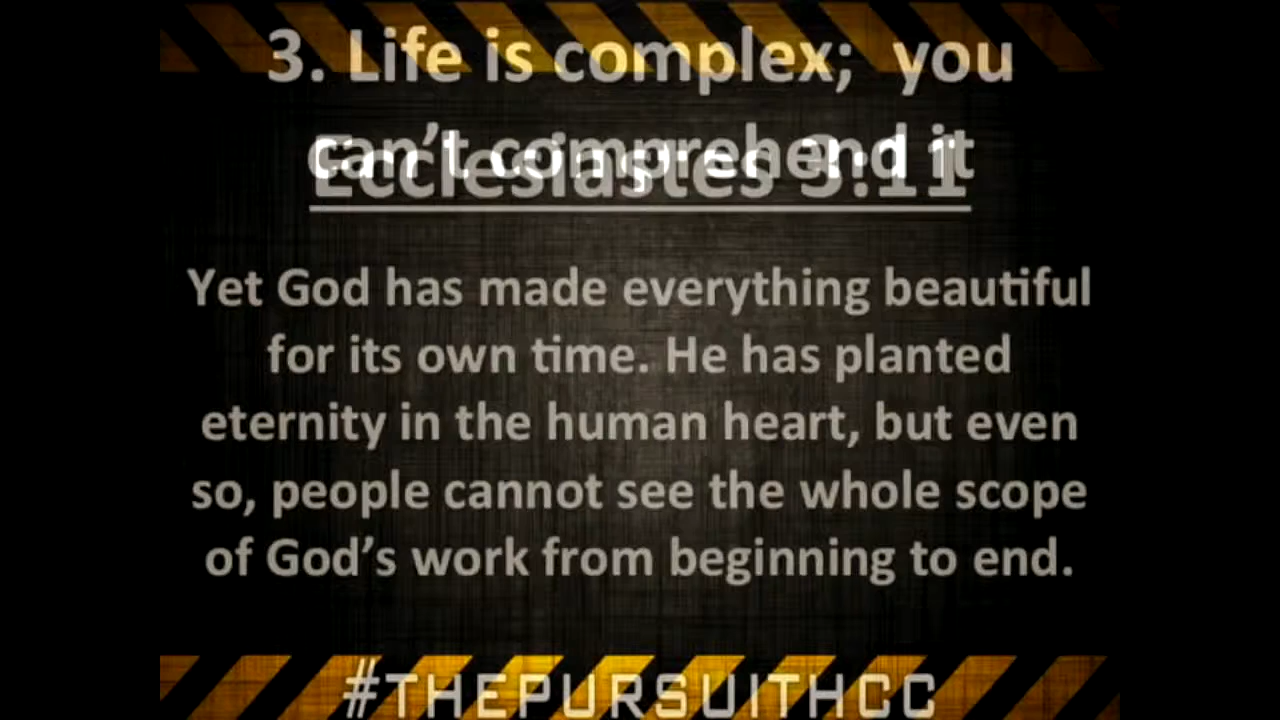 3. Life is complex;  you
can’t comprehend it
Ecclesiastes 3:11
Yet God has made everything beautiful
for its own time. He has planted
eternity in the human heart, but even
so, people cannot see the whole scope
of God’s work from beginning to end.
#THEPURSUITHCC